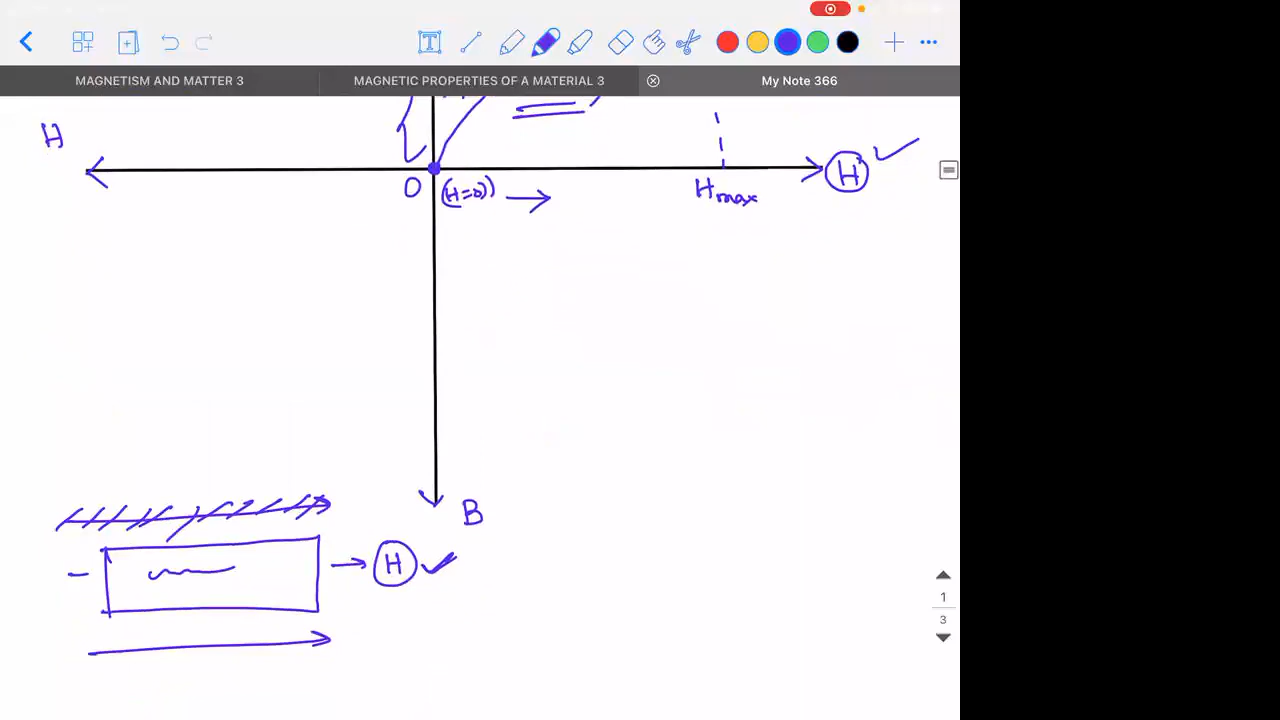 MAGNETISM AND MATTER 3
MAGNETIC PROPERTIES OF A MATERIAL 3
My Note 366
H
H
O
(H=0)
Hmax
B
H
1
3